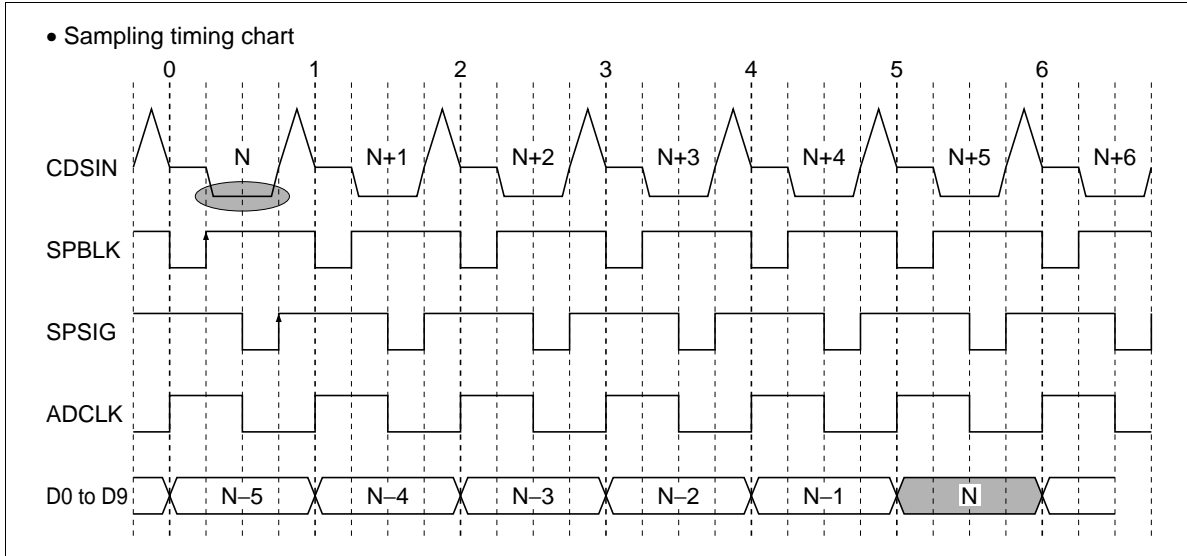 • Sampling timing chart
0 1 2 3 4 5 6
CDSIN N N+1 N+2 N+3 N+4 N+5 N+6
SPBLK
SPSIG
ADCLK
D0 to D9 N–5 N–4 N–3 N–2 N–1 N